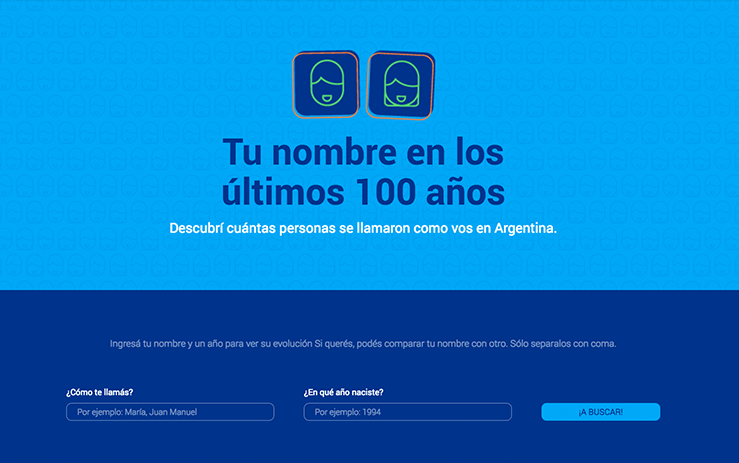 Tu nombre en los
últimos 100 años
Descubrí cuántas personas se llamaron como vos en Argentina.
Ingresá tu nombre y un año para ver su evolución Si querés, podés comparar tu nombre con otro. Sólo separalos con coma.
¿Cómo te llamás?
Por ejemplo: María, Juan Manuel
¿En qué año naciste?
Por ejemplo: 1994
¡A BUSCAR!